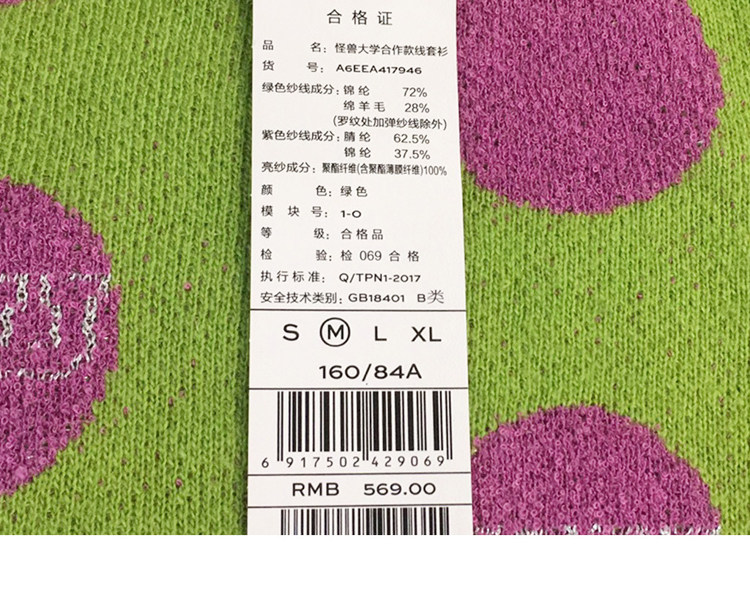 合格证
品 名：怪兽大学合作款线套衫
货 号：A6EEA417946
绿色纱线成分：锦纶 72%
绵羊毛 28%
(罗纹处加弹纱线除外)
紫色纱线成分：腈纶 62.5%
锦纶 37.5%
亮纱成分：聚酯纤维(含聚酯薄膜纤维)100%
颜 色：绿色
模 块 号：1-0
等 级：合格品
检 验：检 069 合格
执行标准：Q/TPN1-2017
安全技术类别：GB18401 B类
S M L XL
160/84A
6 917502 429069
RMB 569.00